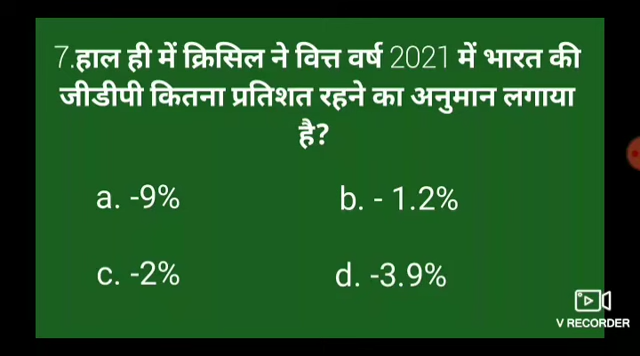 7.हाल ही में क्रिसिल ने वित्त वर्ष 2021 में भारत की
जीडीपी कितना प्रतिशत रहने का अनुमान लगाया
है?
a. -9%
b. - 1.2%
c. -2%
d. -3.9%
V RECORDER